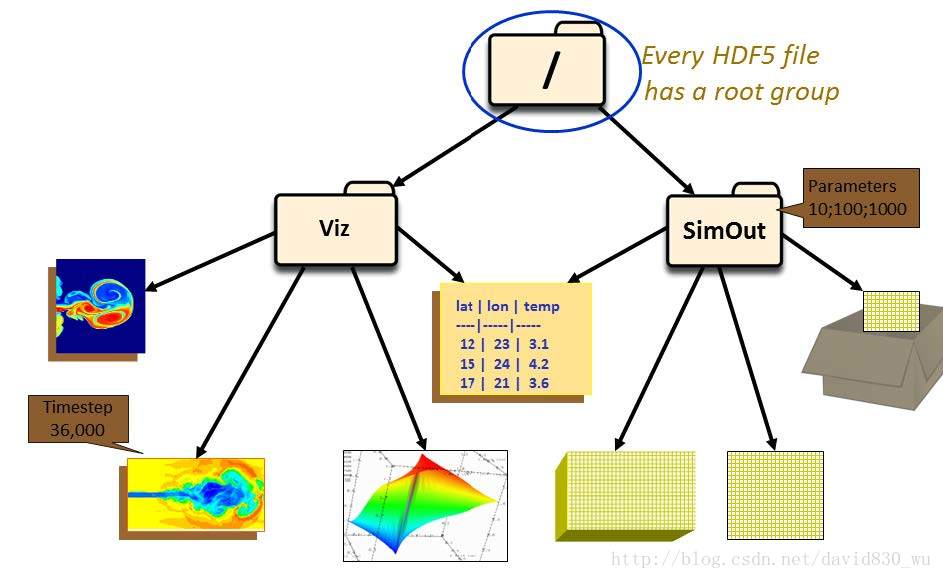 /
Every HDF5 file
has a root group
Parameters
10;100;1000
Viz
SimOut
lat | lon | temp
----|-----|-----
12 | 23 | 3.1
15 | 24 | 4.2
17 | 21 | 3.6
Timestep
36,000
http://blog.csdn.net/david830_wu